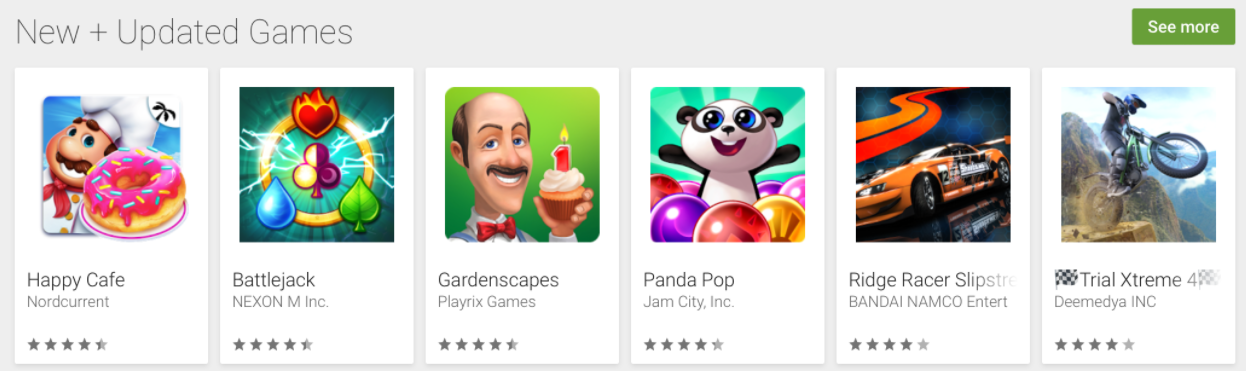 New + Updated Games
See more
Happy Cafe
Nordcurrent
Battlejack
NEXON M Inc.
Gardenscapes
Playrix Games
Panda Pop
Jam City, Inc.
Ridge Racer Slipstre
BANDAI NAMCO Entert
🏁Trial Xtreme 4🏁
Deemedya INC